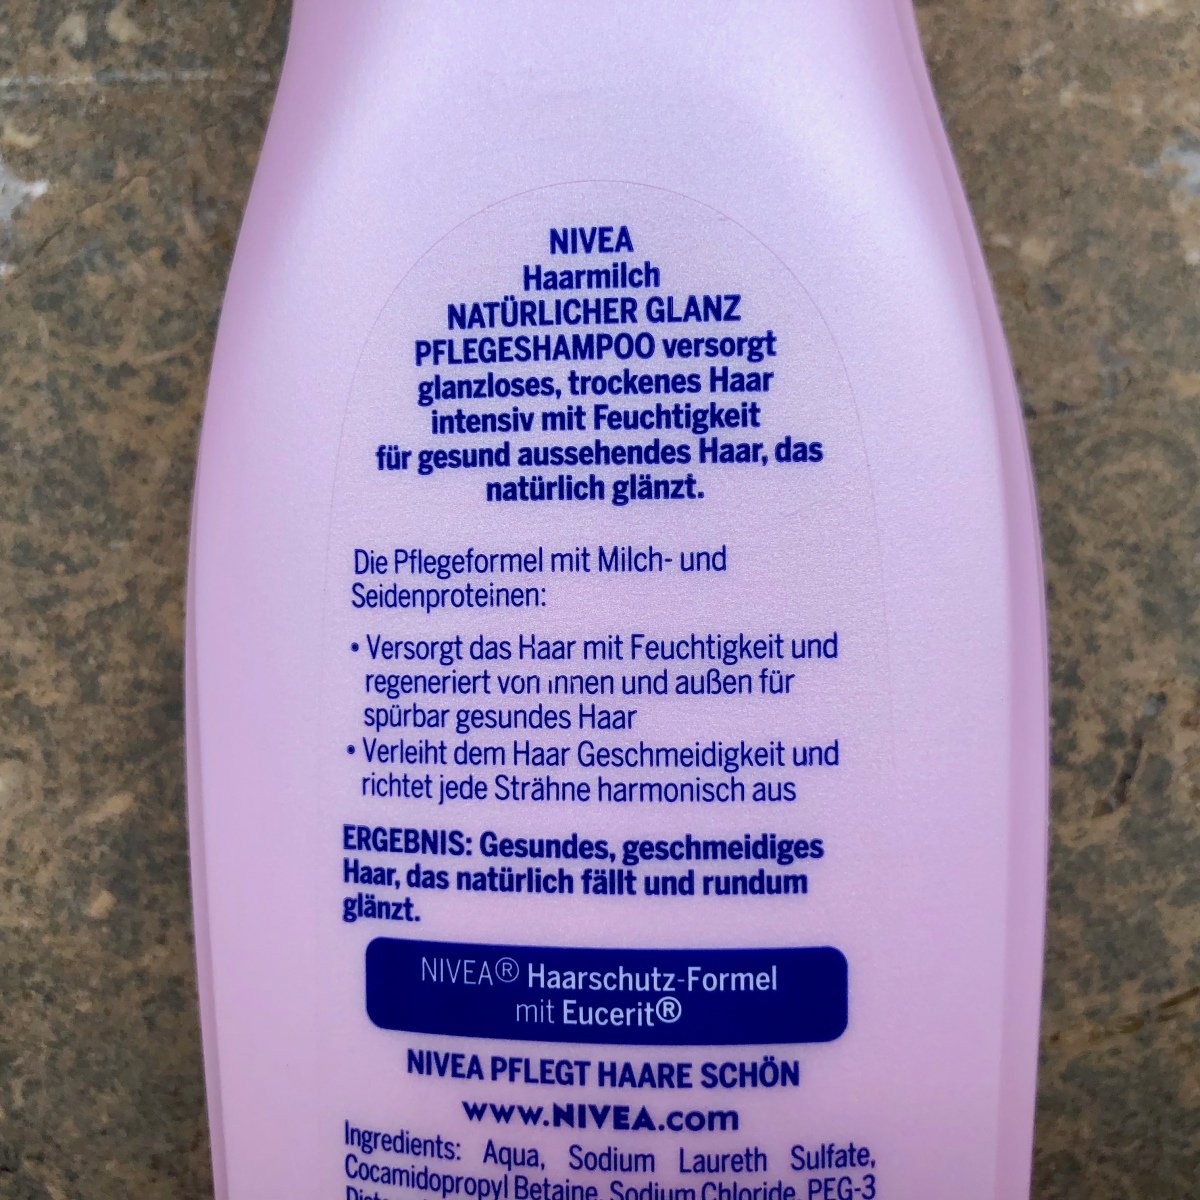 NIVEA
Haarmilch
NATÜRLICHER GLANZ
PFLEGESHAMPOO versorgt
glanzloses, trockenes Haar
intensiv mit Feuchtigkeit
für gesund aussehendes Haar, das
natürlich glänzt.
Die Pflegeformel mit Milch- und
Seidenproteinen:
• Versorgt das Haar mit Feuchtigkeit und
regeneriert von innen und außen für
spürbar gesundes Haar
• Verleiht dem Haar Geschmeidigkeit und
richtet jede Strähne harmonisch aus
ERGEBNIS: Gesundes, geschmeidiges
Haar, das natürlich fällt und rundum
glänzt.
NIVEA® Haarschutz-Formel
mit Eucerit®
NIVEA PFLEGT HAARE SCHÖN
www.NIVEA.com
Ingredients: Aqua, Sodium Laureth Sulfate,
Cocamidopropyl Betaine, Sodium Chloride, PEG-3